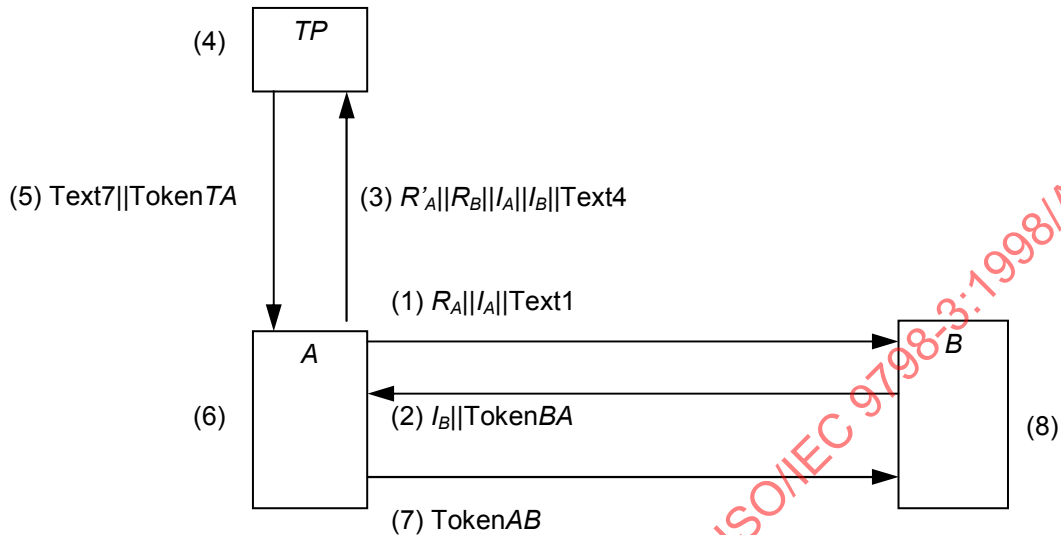 TP
(4)
(5) Text7||TokenTA
(3) R'A||RB||IA||IB||Text4
(1) RA||IA||Text1
A
B
(6)
(2) IB||TokenBA
(8)
(7) TokenAB
ISO/IEC 9798-3:1998/A